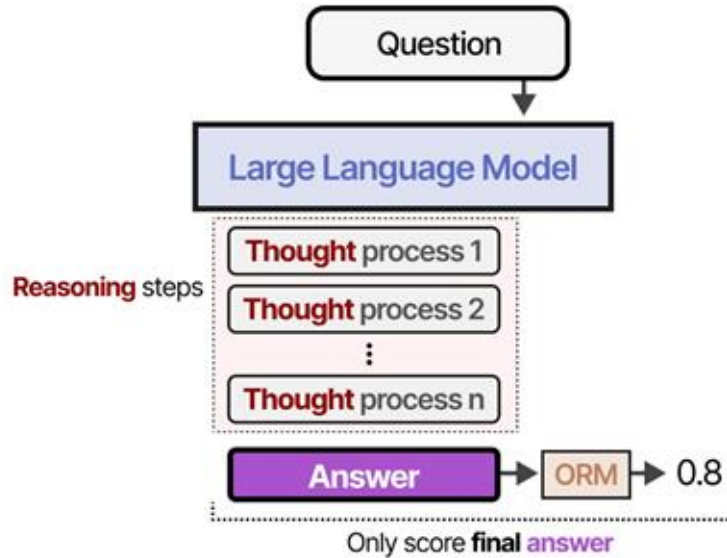 Question
Large Language Model
Thought process 1
Reasoning steps
Thought process 2
Thought process n
Answer
ORM
0.8
Only score final answer